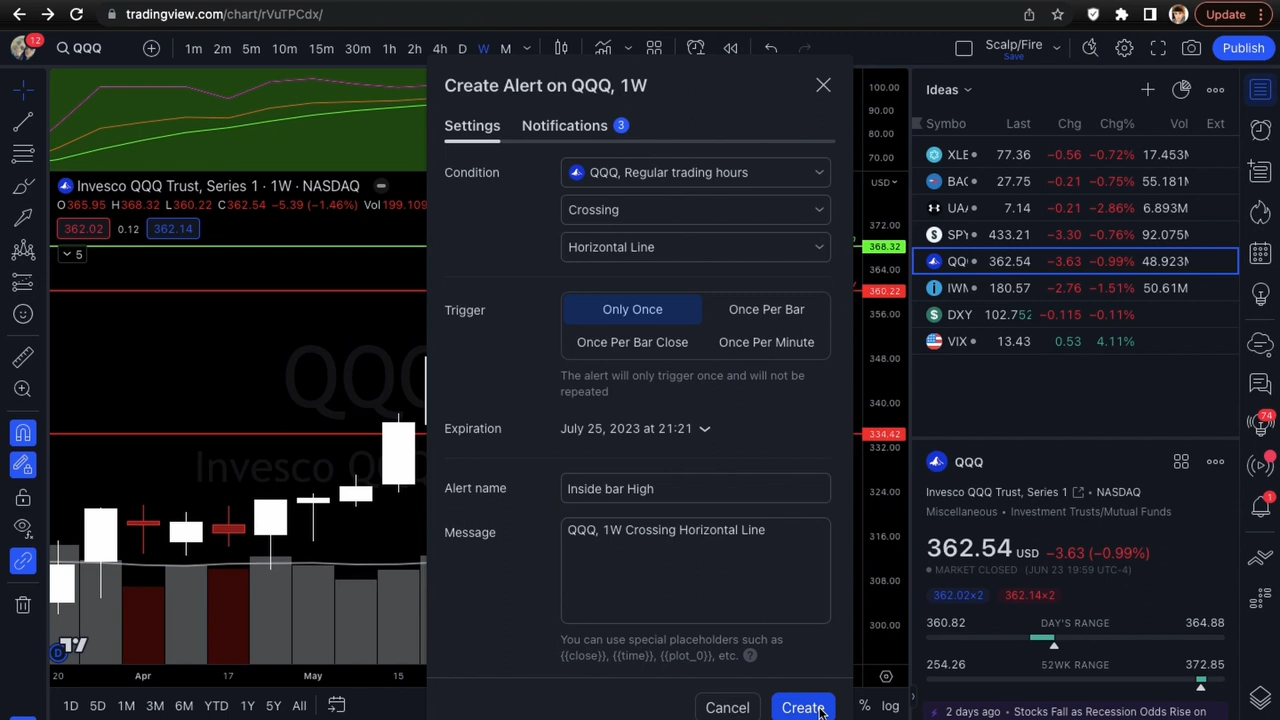 tradingview.com/chart/rVuTPCdx/
Update
12
QQQ
1m 2m 5m 10m 15m 30m 1h 2h 4h D W M
Scalp/Fire
Save
Publish
Invesco QQQ Trust, Series 1 · 1W · NASDAQ
O365.95 H368.32 L360.22 C362.54 −5.39 (−1.46%) Vol199.109
362.02 0.12 362.14
5
QQQ
Invesco QQQ
20 Apr 17 May 15
1D 5D 1M 3M 6M YTD 1Y 5Y All
Create Alert on QQQ, 1W
Settings Notifications 3
Condition
QQQ, Regular trading hours
Crossing
Horizontal Line
Trigger
Only Once
Once Per Bar
Once Per Bar Close
Once Per Minute
The alert will only trigger once and will not be
repeated
Expiration
July 25, 2023 at 21:21
Alert name
Inside bar High
Message
QQQ, 1W Crossing Horizontal Line
You can use special placeholders such as
{{close}}, {{time}}, {{plot_0}}, etc. ?
Cancel
Create
100.00
90.00
80.00
70.00
USD
372.00
368.32
364.00
360.22
356.00
348.00
340.00
334.42
332.00
324.00
316.00
308.00
300.00
% log
Ideas
Symbo Last Chg Chg% Vol Ext
XLE 77.36 −0.56 −0.72% 17.453M
BAC 27.75 −0.21 −0.75% 55.181M
UA 7.14 −0.21 −2.86% 6.893M
SPY 433.21 −3.30 −0.76% 92.075M
QQ 362.54 −3.63 −0.99% 48.923M
IWM 180.57 −2.76 −1.51% 50.61M
DXY 102.752 −0.115 −0.11%
VIX 13.43 0.53 4.11%
QQQ
Invesco QQQ Trust, Series 1 • NASDAQ
Miscellaneous • Investment Trusts/Mutual Funds
362.54 USD −3.63 (−0.99%)
MARKET CLOSED (JUN 23 19:59 UTC-4)
362.02×2 362.14×2
360.82 DAY'S RANGE 364.88
254.26 52WK RANGE 372.85
2 days ago • Stocks Fall as Recession Odds Rise on
74
1